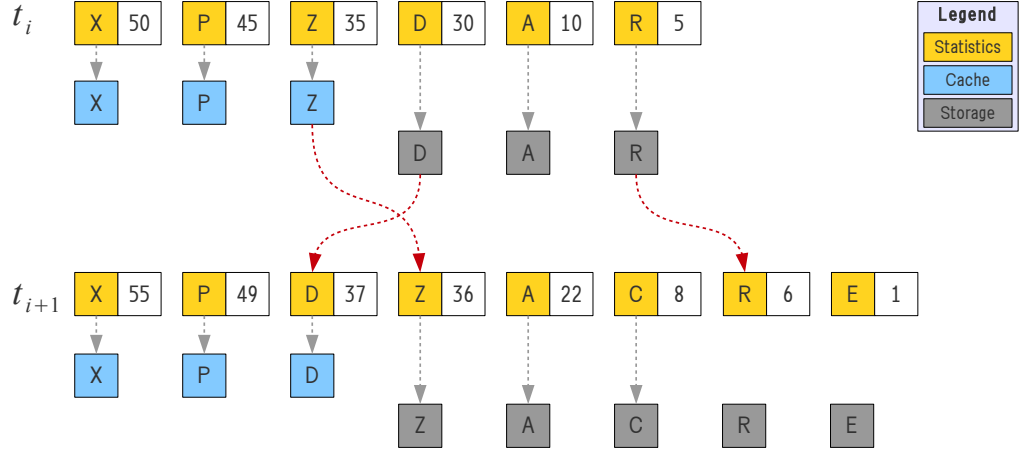 t_i X 50 P 45 Z 35 D 30 A 10 R 5
X P Z
D A R
t_{i+1} X 55 P 49 D 37 Z 36 A 22 C 8 R 6 E 1
X P D
Z A C R E
Legend
Statistics
Cache
Storage